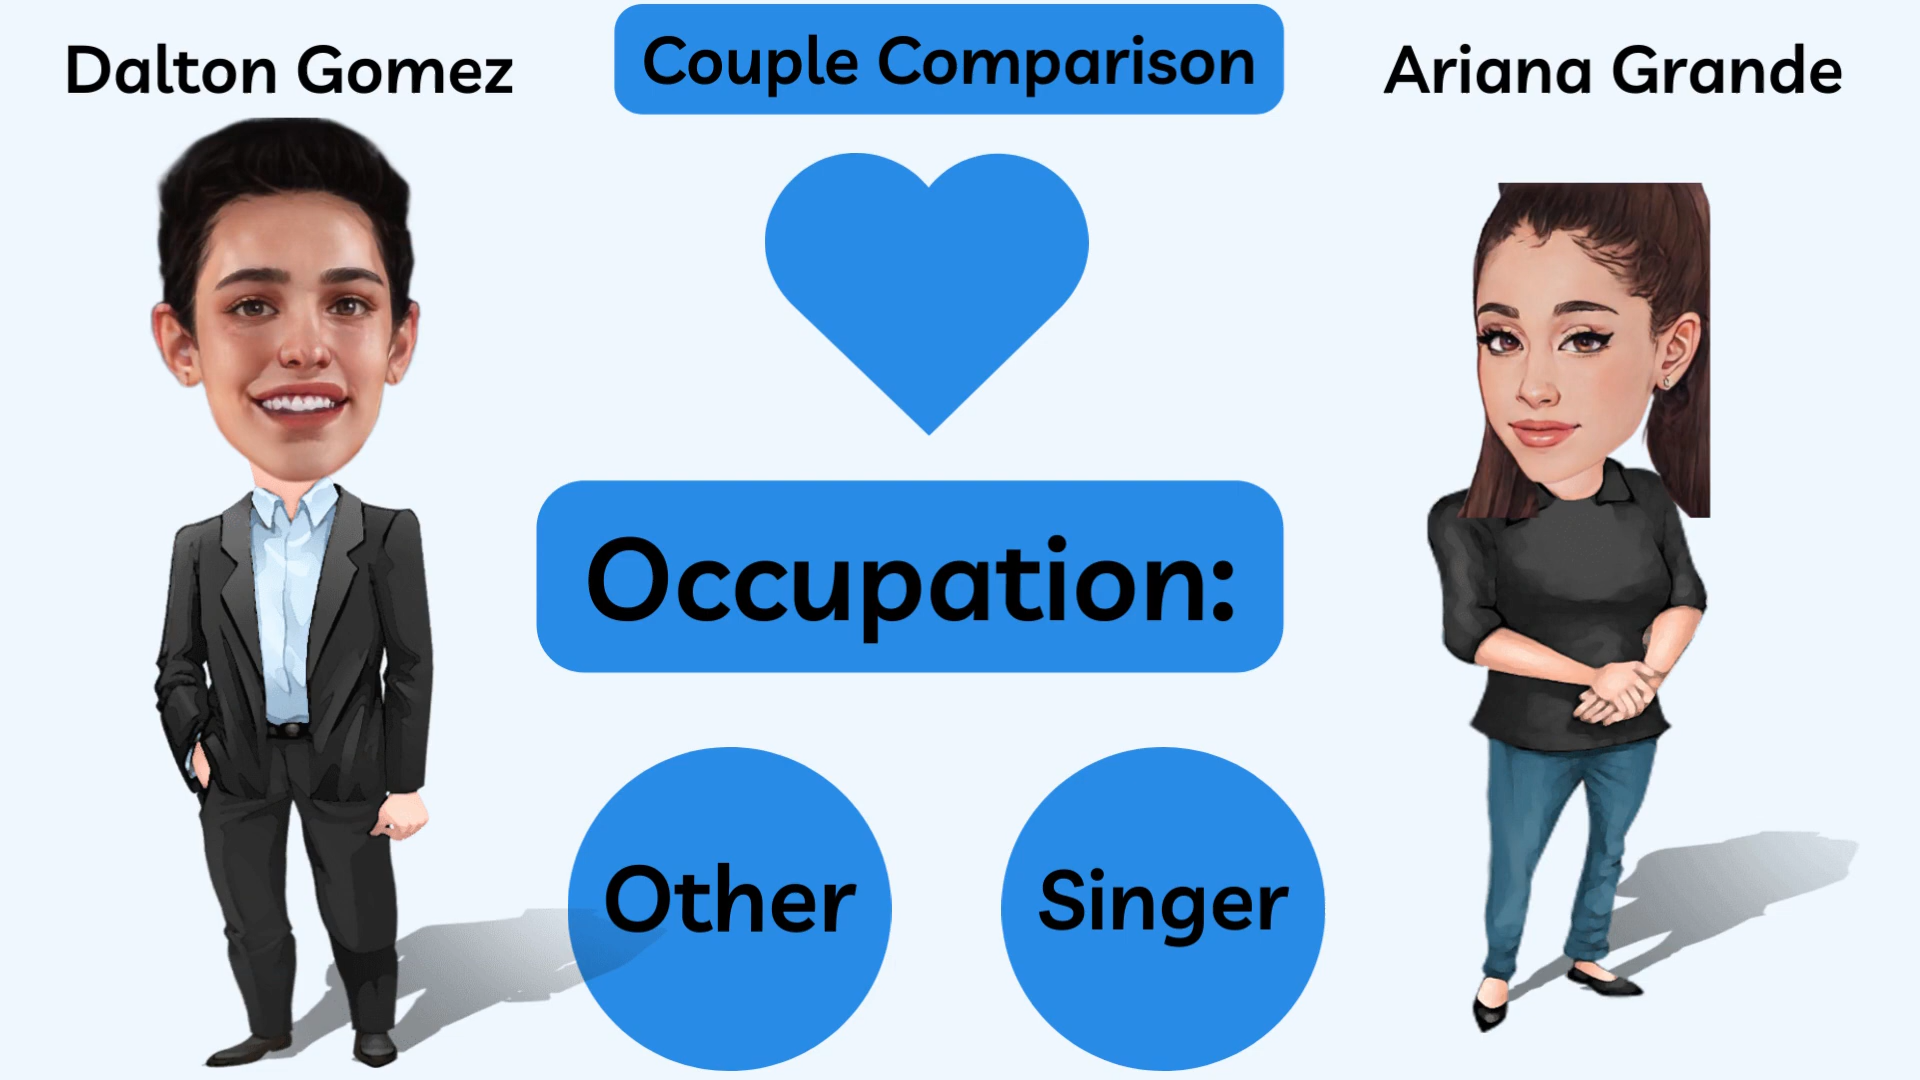 Dalton Gomez
Couple Comparison
Ariana Grande
Occupation:
Other
Singer